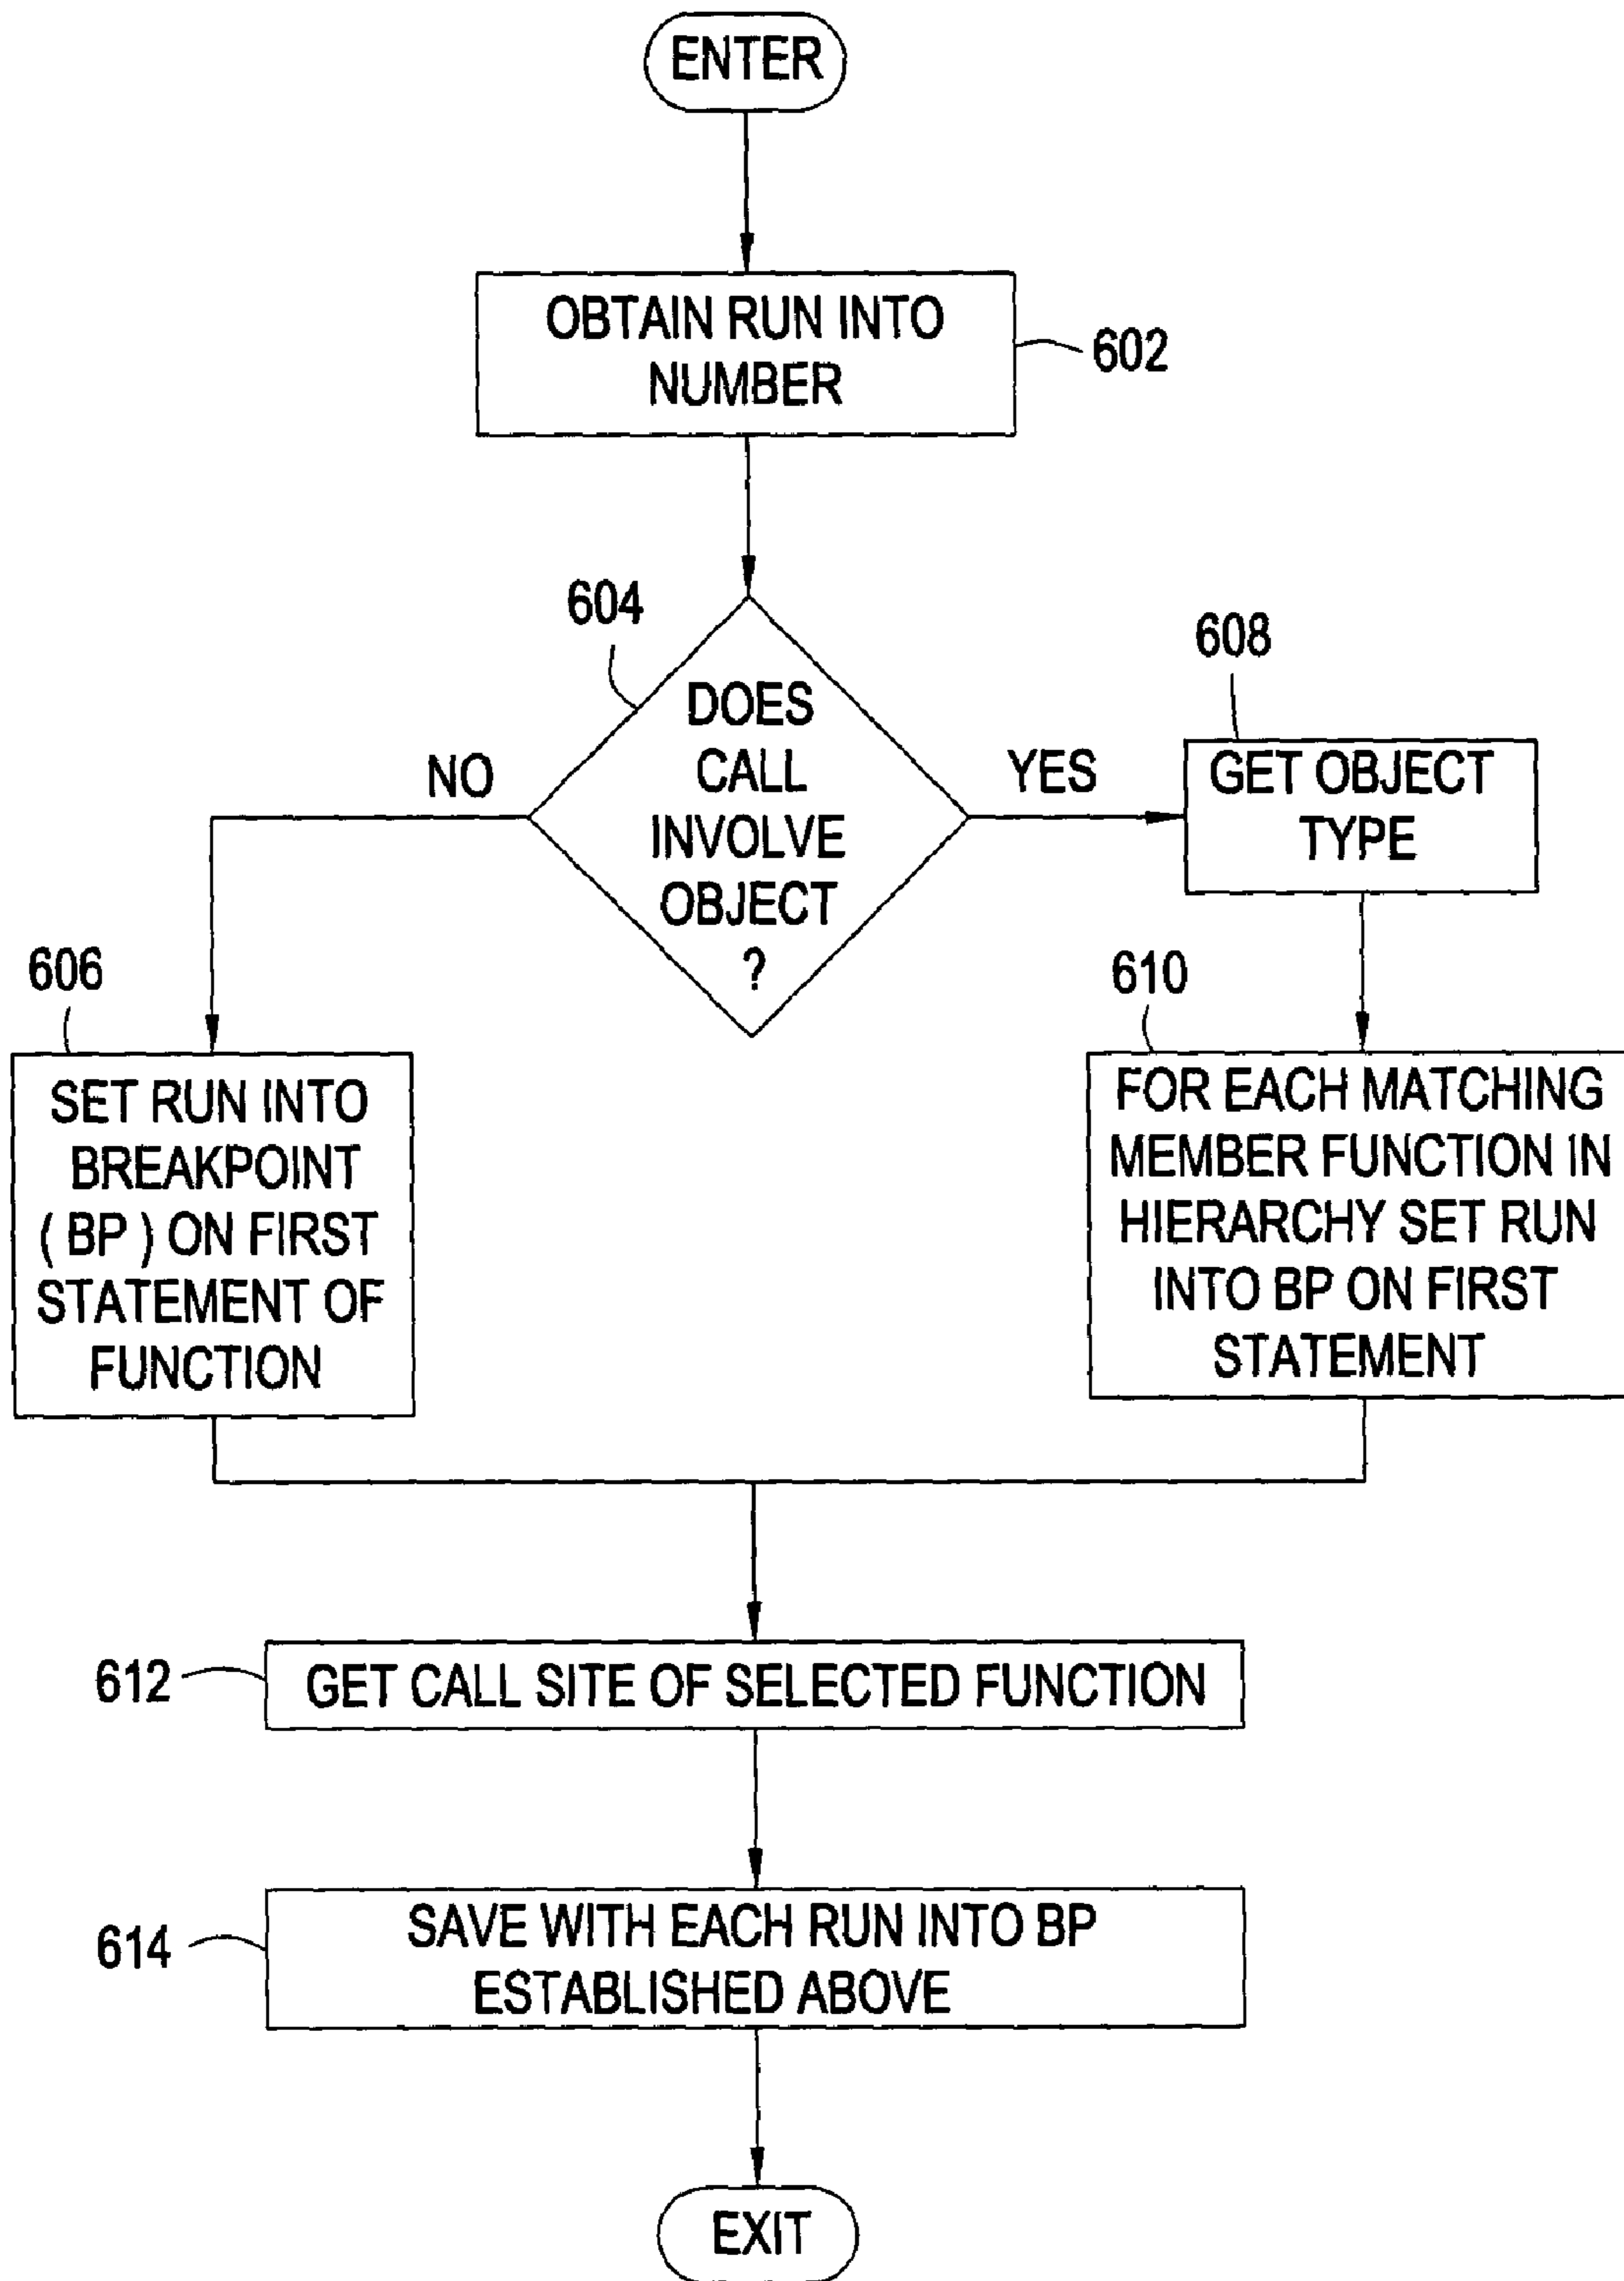 ENTER
OBTAIN RUN INTO
NUMBER
602
604
DOES
CALL
INVOLVE
OBJECT
?
NO
YES
608
GET OBJECT
TYPE
606
SET RUN INTO
BREAKPOINT
( BP ) ON FIRST
STATEMENT OF
FUNCTION
610
FOR EACH MATCHING
MEMBER FUNCTION IN
HIERARCHY SET RUN
INTO BP ON FIRST
STATEMENT
612
GET CALL SITE OF SELECTED FUNCTION
614
SAVE WITH EACH RUN INTO BP
ESTABLISHED ABOVE
EXIT